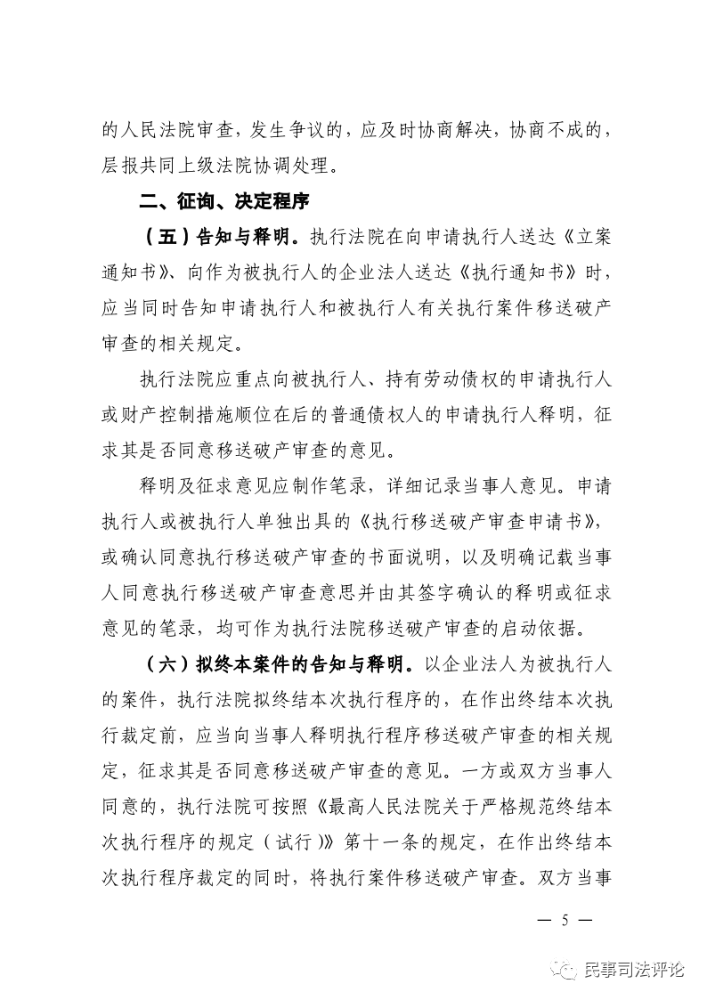 的人民法院审查，发生争议的，应及时协商解决，协商不成的，
层报共同上级法院协调处理。
二、征询、决定程序
（五）告知与释明。执行法院在向申请执行人送达《立案
通知书》、向作为被执行人的企业法人送达《执行通知书》时，
应当同时告知申请执行人和被执行人有关执行案件移送破产
审查的相关规定。
执行法院应重点向被执行人、持有劳动债权的申请执行人
或财产控制措施顺位在后的普通债权人的申请执行人释明，征
求其是否同意移送破产审查的意见。
释明及征求意见应制作笔录，详细记录当事人意见。申请
执行人或被执行人单独出具的《执行移送破产审查申请书》，
或确认同意执行移送破产审查的书面说明，以及明确记载当事
人同意执行移送破产审查意思并由其签字确认的释明或征求
意见的笔录，均可作为执行法院移送破产审查的启动依据。
（六）拟终本案件的告知与释明。以企业法人为被执行人
的案件，执行法院拟终结本次执行程序的，在作出终结本次执
行裁定前，应当向当事人释明执行程序移送破产审查的相关规
定，征求其是否同意移送破产审查的意见。一方或双方当事人
同意的，执行法院可按照《最高人民法院关于严格规范终结本
次执行程序的规定（试行）》第十一条的规定，在作出终结本
次执行程序裁定的同时，将执行案件移送破产审查。双方当事
— 5 —
民事司法评论